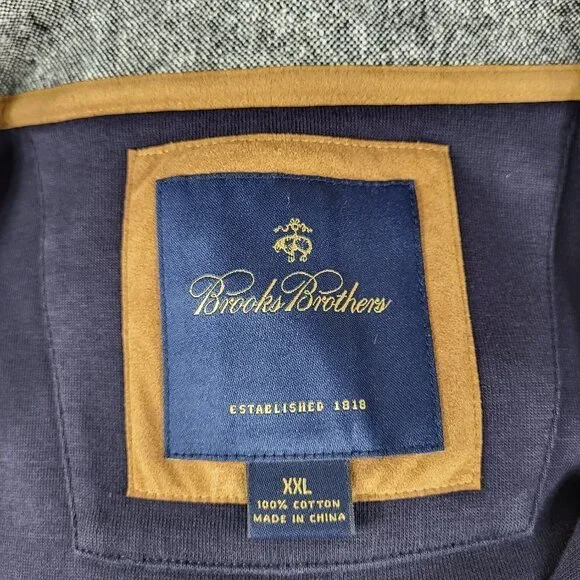 Brooks Brothers
ESTABLISHED 1818
XXL
100% COTTON
MADE IN CHINA